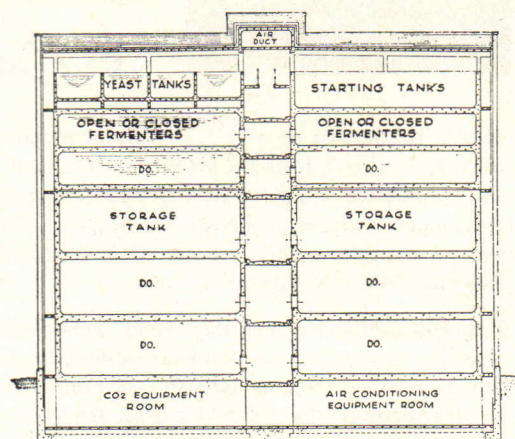 AIR
DUCT
YEAST TANKS
STARTING TANKS
OPEN OR CLOSED
FERMENTERS
OPEN OR CLOSED
FERMENTERS
DO.
DO.
STORAGE
TANK
STORAGE
TANK
DO.
DO.
DO.
DO.
CO2 EQUIPMENT
ROOM
AIR CONDITIONING
EQUIPMENT ROOM